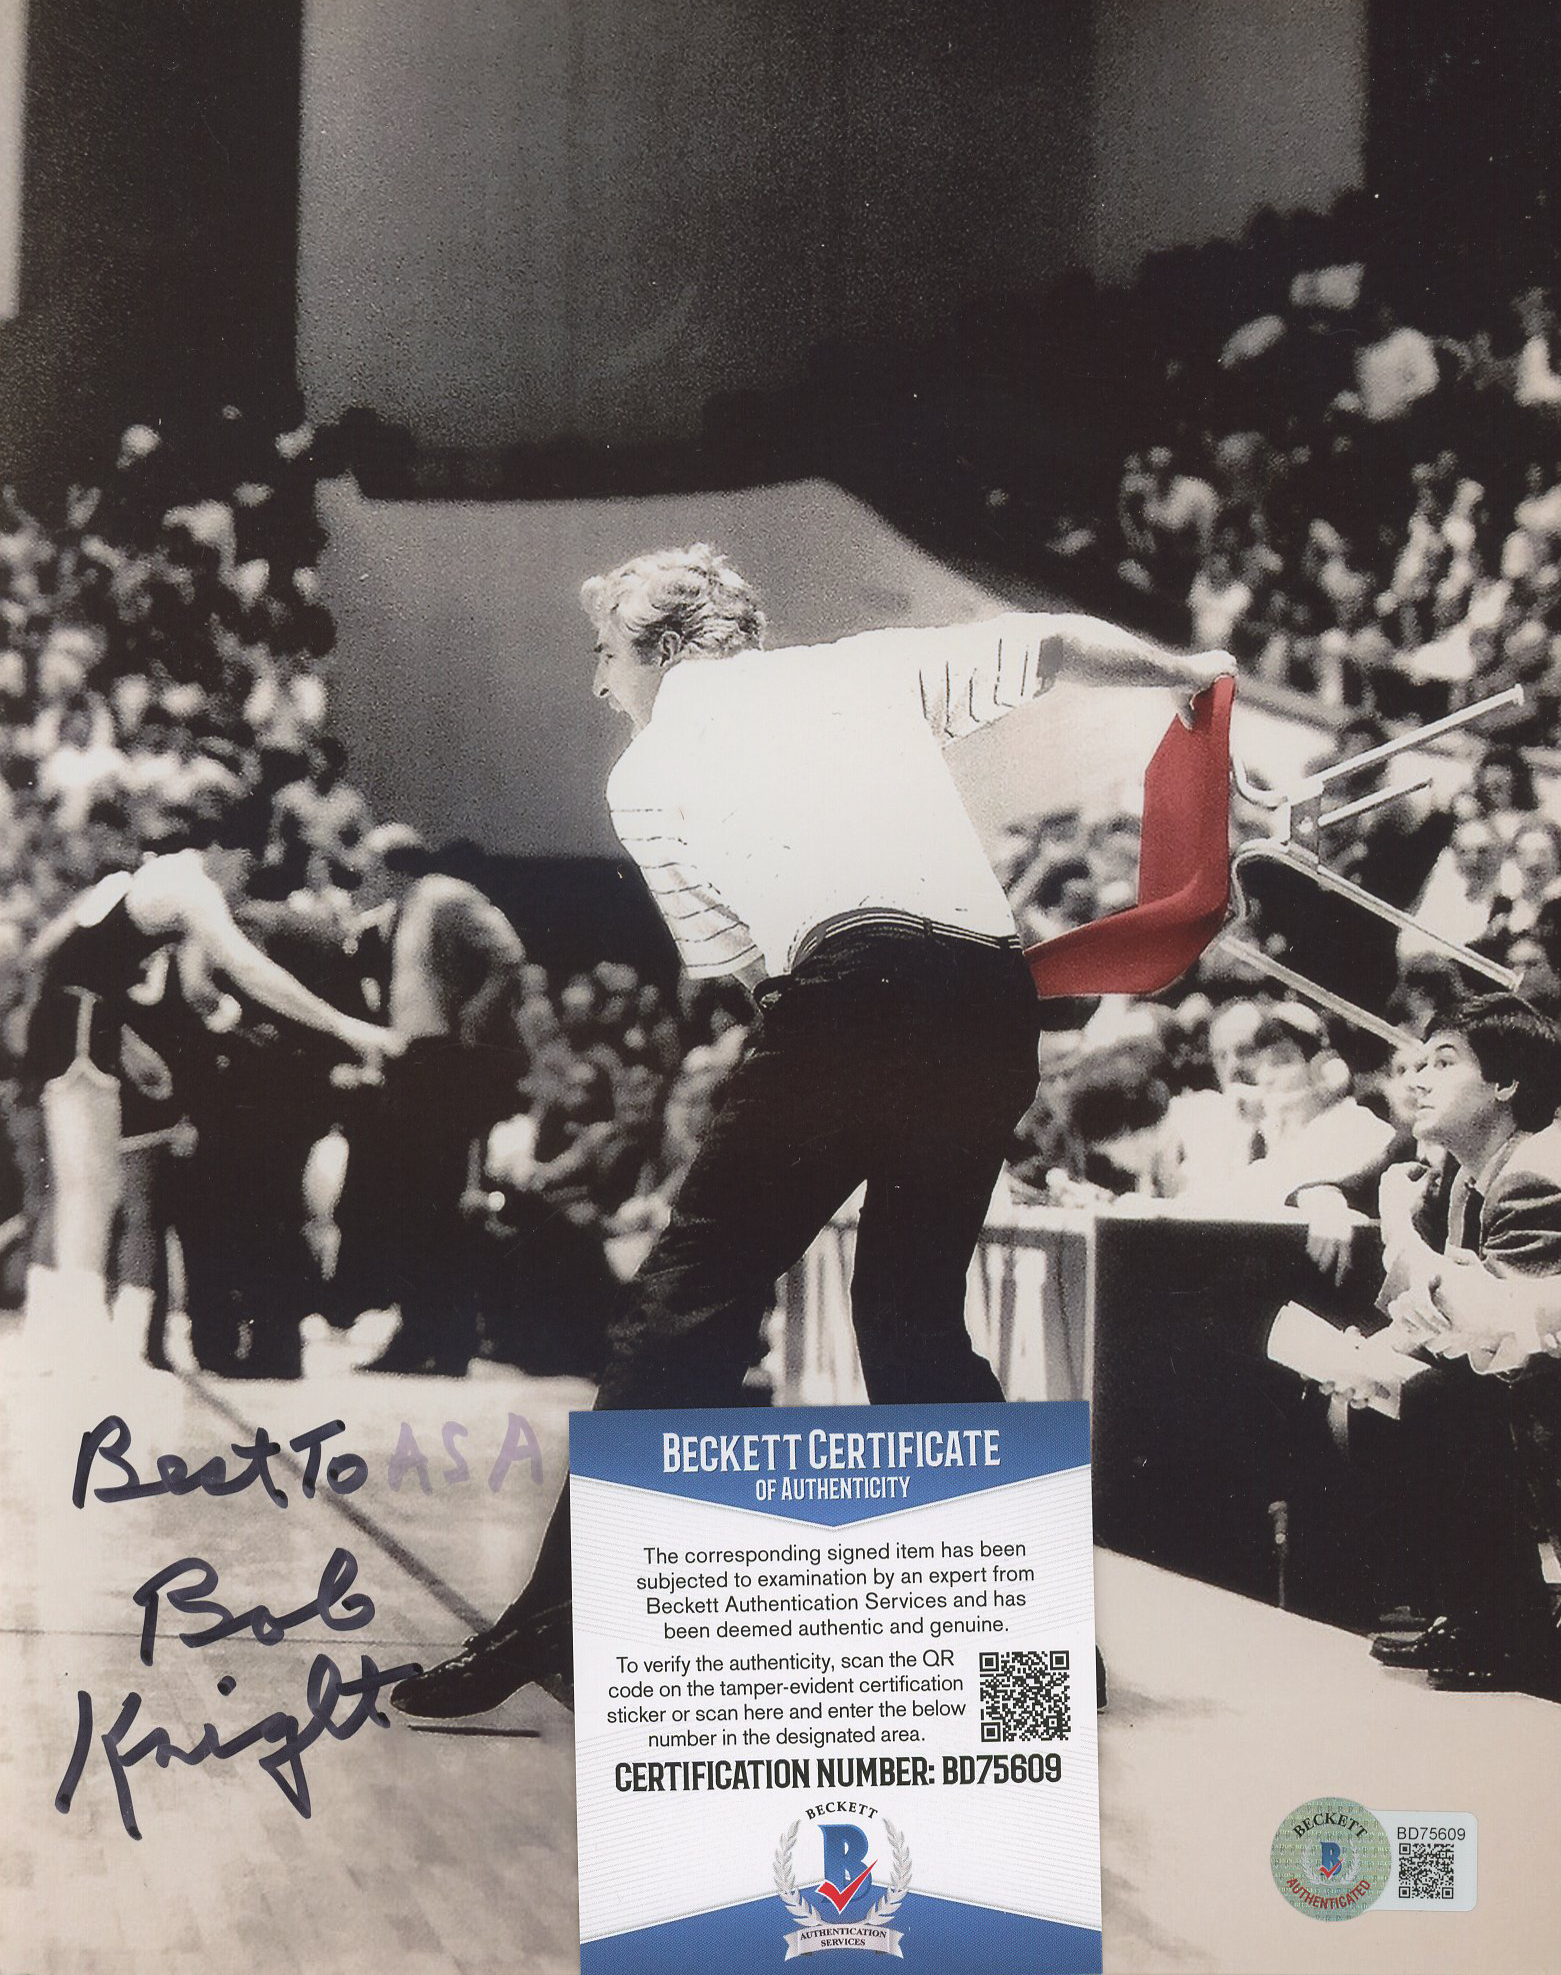 Best To ASA
Bob
Knight
BECKETT CERTIFICATE
OF AUTHENTICITY
The corresponding signed item has been
subjected to examination by an expert from
Beckett Authentication Services and has
been deemed authentic and genuine.
To verify the authenticity, scan the QR
code on the tamper-evident certification
sticker or scan here and enter the below
number in the designated area.
CERTIFICATION NUMBER: BD75609
BECKETT
B
AUTHENTICATION
SERVICES
BECKETT
B
AUTHENTICATED
BD75609